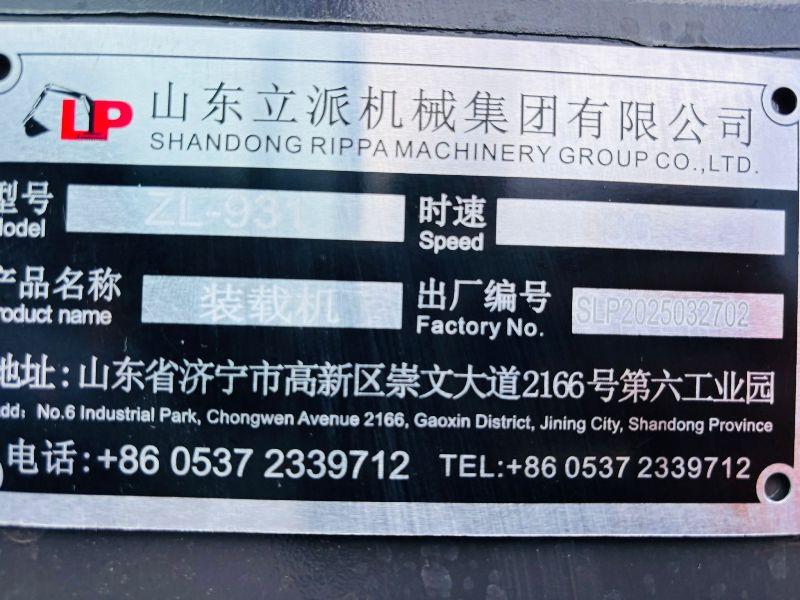 LP 山东立派机械集团有限公司
SHANDONG RIPPA MACHINERY GROUP CO.,LTD.
型号 ZL-931 时速
Model Speed
产品名称 装载机 出厂编号 SLP2025032702
Product name Factory No.
地址:山东省济宁市高新区崇文大道2166号第六工业园
Add: No.6 Industrial Park, Chongwen Avenue 2166, Gaoxin District, Jining City, Shandong Province
电话:+86 0537 2339712 TEL:+86 0537 2339712